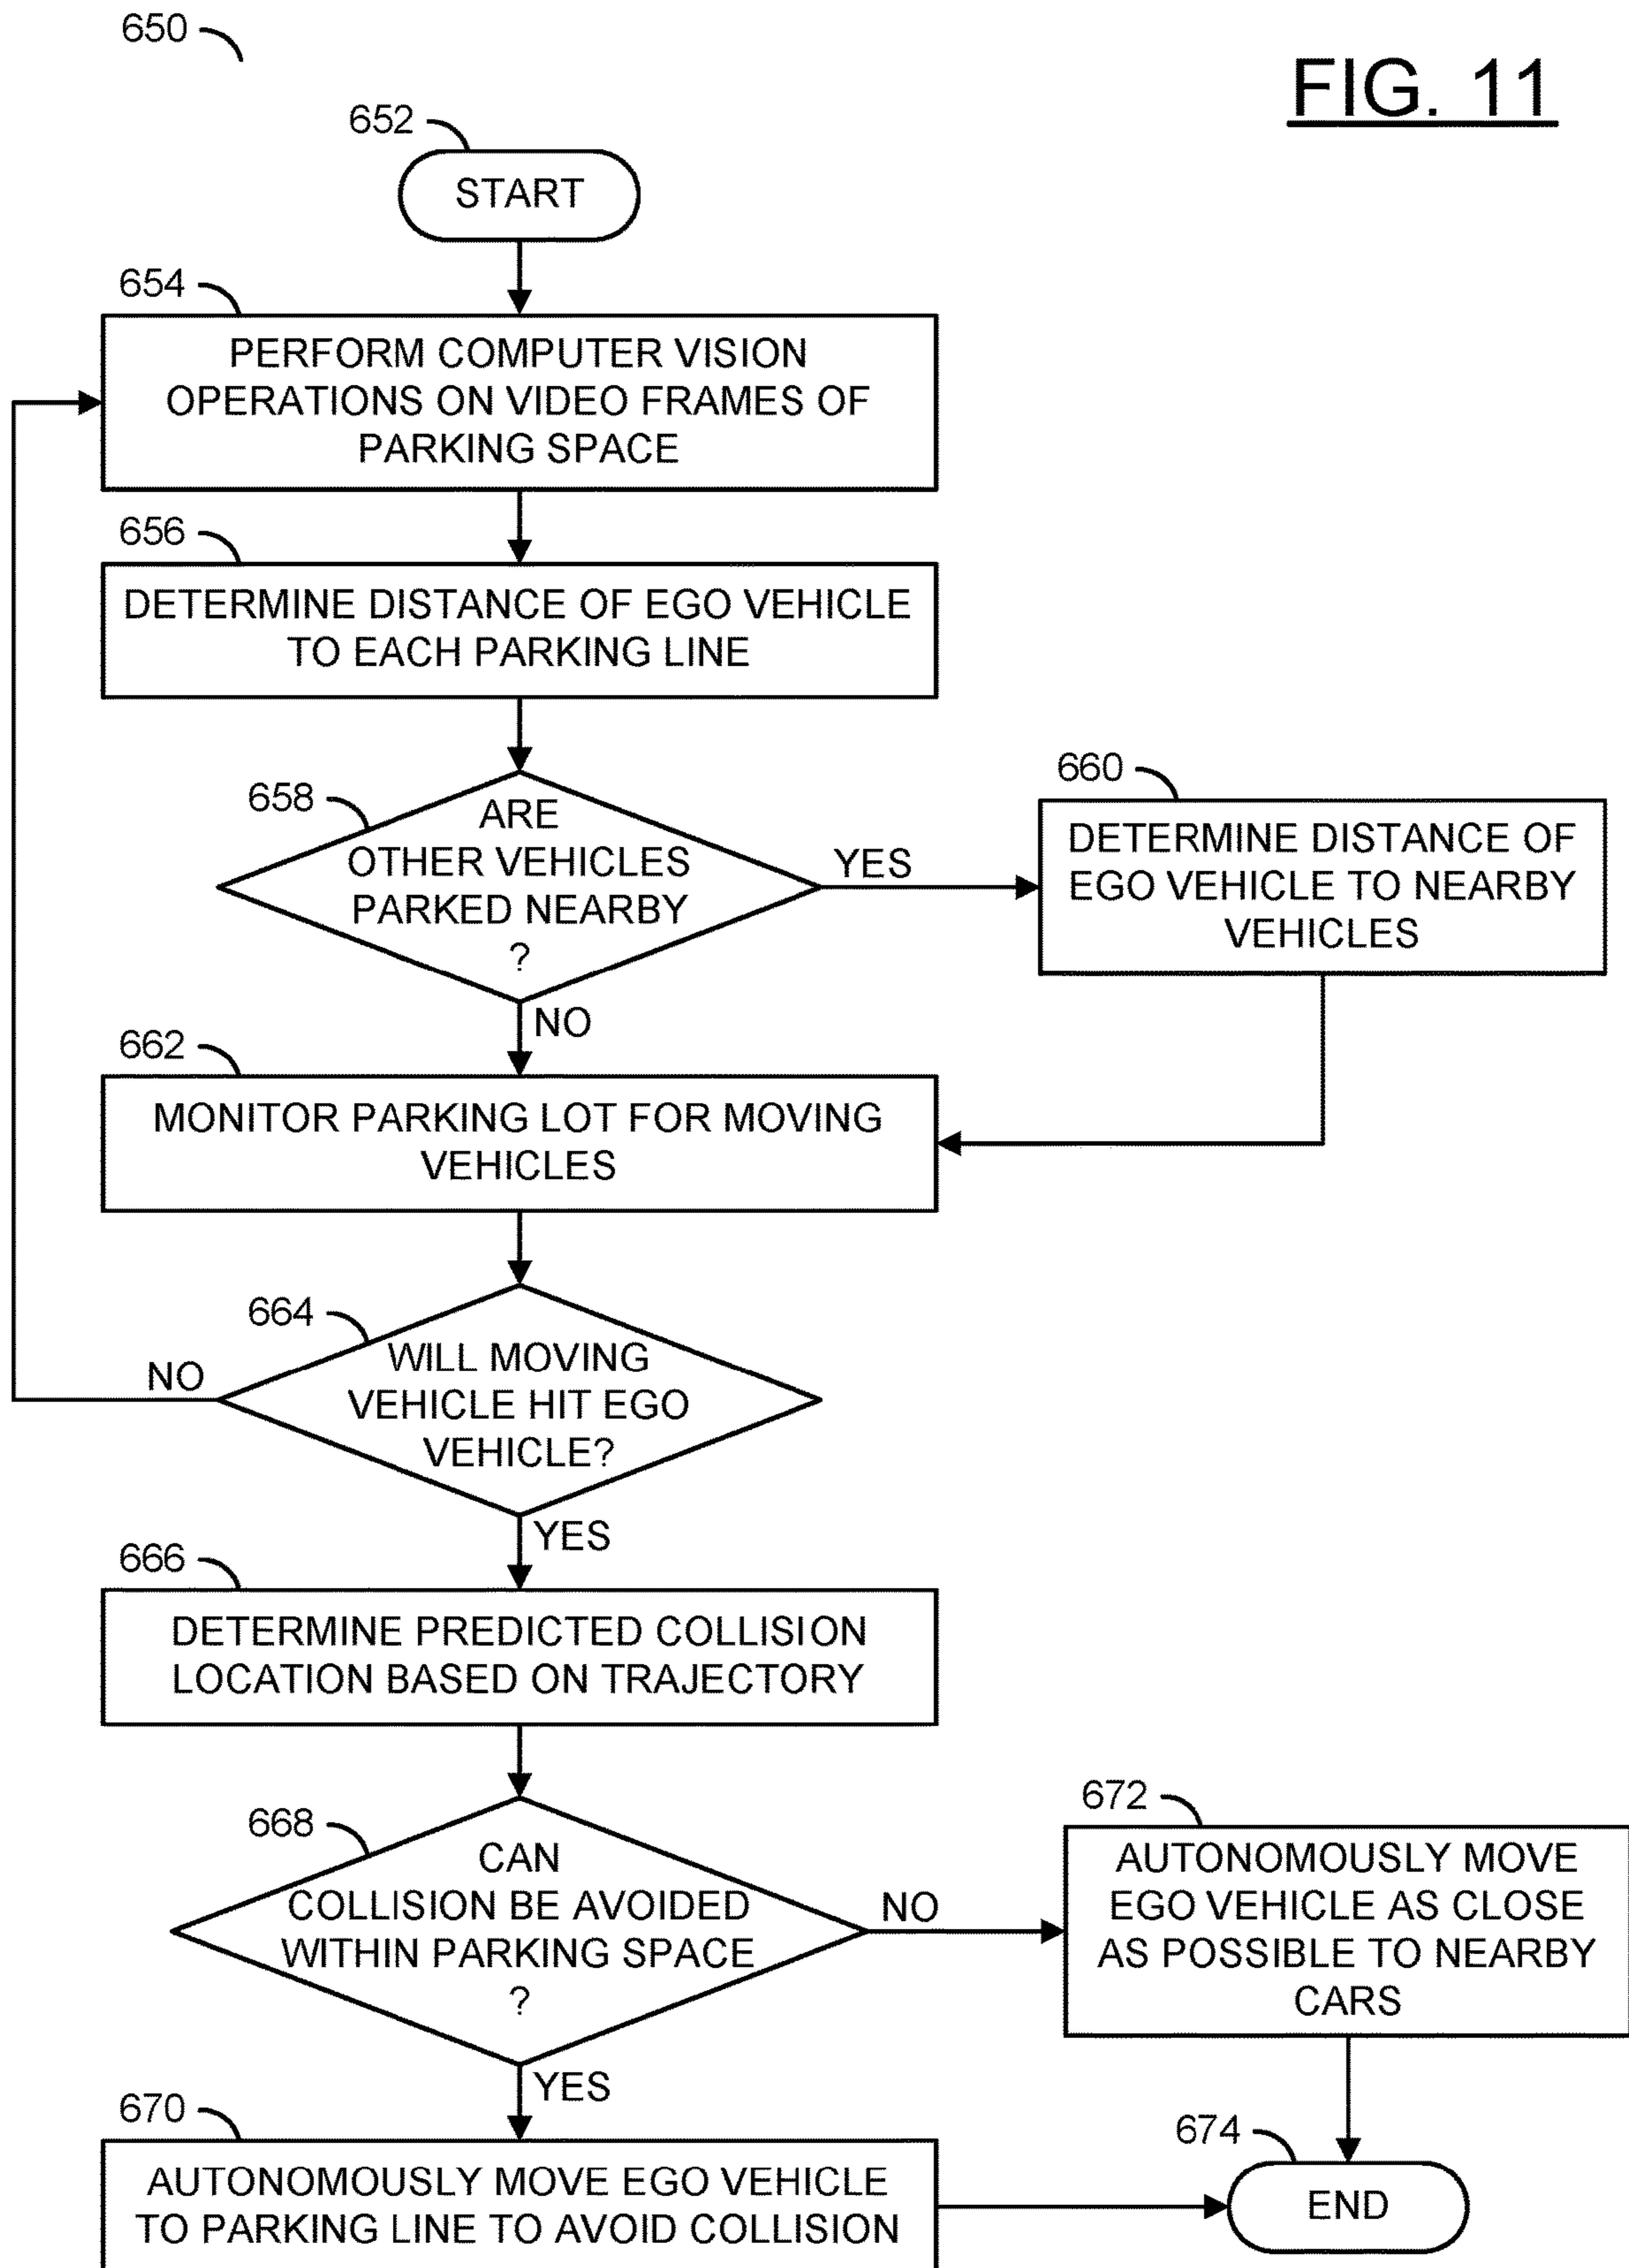 650
FIG. 11
652
START
654
PERFORM COMPUTER VISION
OPERATIONS ON VIDEO FRAMES OF
PARKING SPACE
656
DETERMINE DISTANCE OF EGO VEHICLE
TO EACH PARKING LINE
658
ARE
OTHER VEHICLES
PARKED NEARBY
?
YES
NO
660
DETERMINE DISTANCE OF
EGO VEHICLE TO NEARBY
VEHICLES
662
MONITOR PARKING LOT FOR MOVING
VEHICLES
664
WILL MOVING
VEHICLE HIT EGO
VEHICLE?
NO
YES
666
DETERMINE PREDICTED COLLISION
LOCATION BASED ON TRAJECTORY
668
CAN
COLLISION BE AVOIDED
WITHIN PARKING SPACE
?
NO
YES
672
AUTONOMOUSLY MOVE
EGO VEHICLE AS CLOSE
AS POSSIBLE TO NEARBY
CARS
670
AUTONOMOUSLY MOVE EGO VEHICLE
TO PARKING LINE TO AVOID COLLISION
674
END